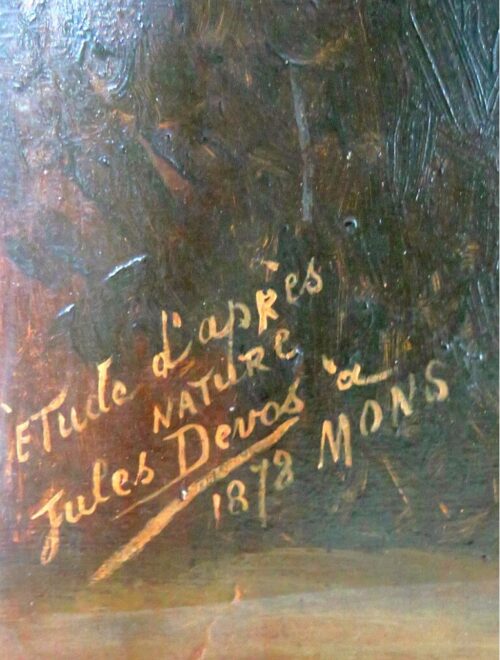 ETude d'après
NATURE
Jules Devos à MONS
1878